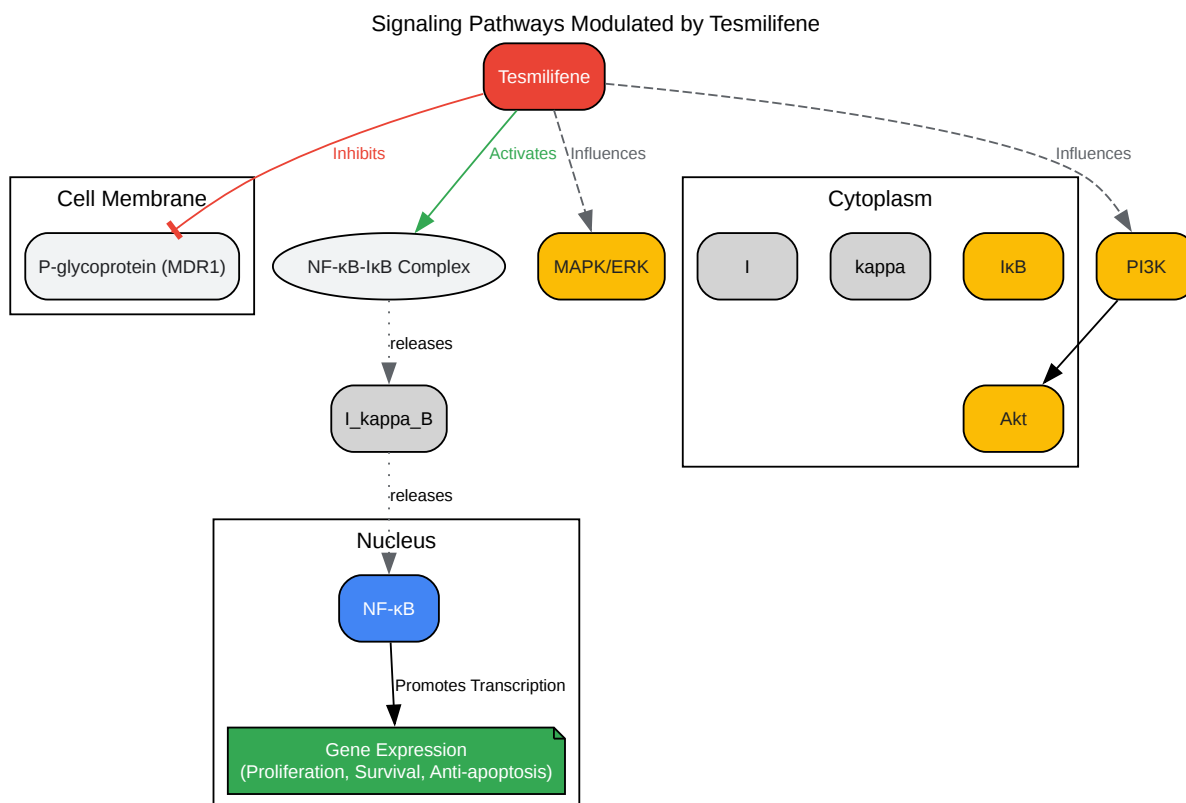 Signaling Pathways Modulated by Tesmilifene
Tesmilifene
Inhibits
Activates
Influences
Influences
Cell Membrane
Cytoplasm
P-glycoprotein (MDR1)
NF-κB-IκB Complex
MAPK/ERK
I
kappa
IκB
PI3K
releases
I_kappa_B
Akt
releases
Nucleus
NF-κB
Promotes Transcription
Gene Expression
(Proliferation, Survival, Anti-apoptosis)